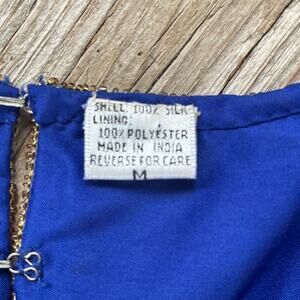 SHELL: 100% SILK
LINING:
100% POLYESTER
MADE IN INDIA
REVERSE FOR CARE
M